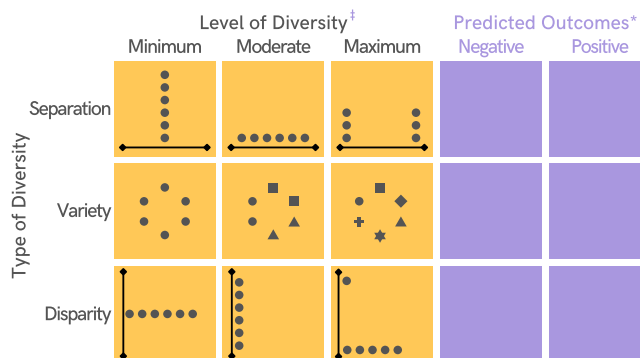 Level of Diversity‡
Predicted Outcomes*
Minimum
Moderate
Maximum
Negative
Positive
Type of Diversity
Separation
Variety
Disparity